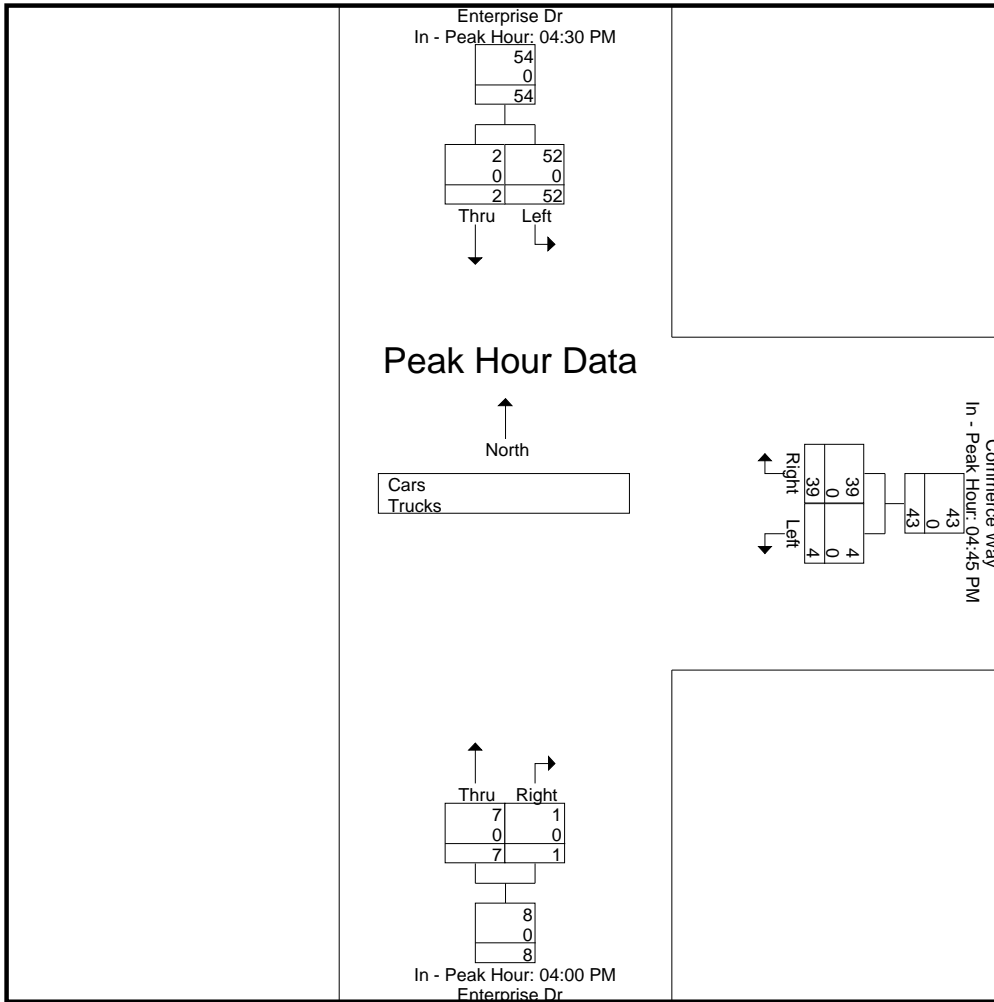 Enterprise Dr
In - Peak Hour: 04:30 PM
54
0
54
2 52
0 0
2 52
Thru Left
Peak Hour Data
North
Cars
Trucks
Commerce Way
In - Peak Hour: 04:45 PM
43
0
43
Right Left
39 4
0 0
39 4
Thru Right
7 1
0 0
7 1
8
0
8
In - Peak Hour: 04:00 PM
Enterprise Dr